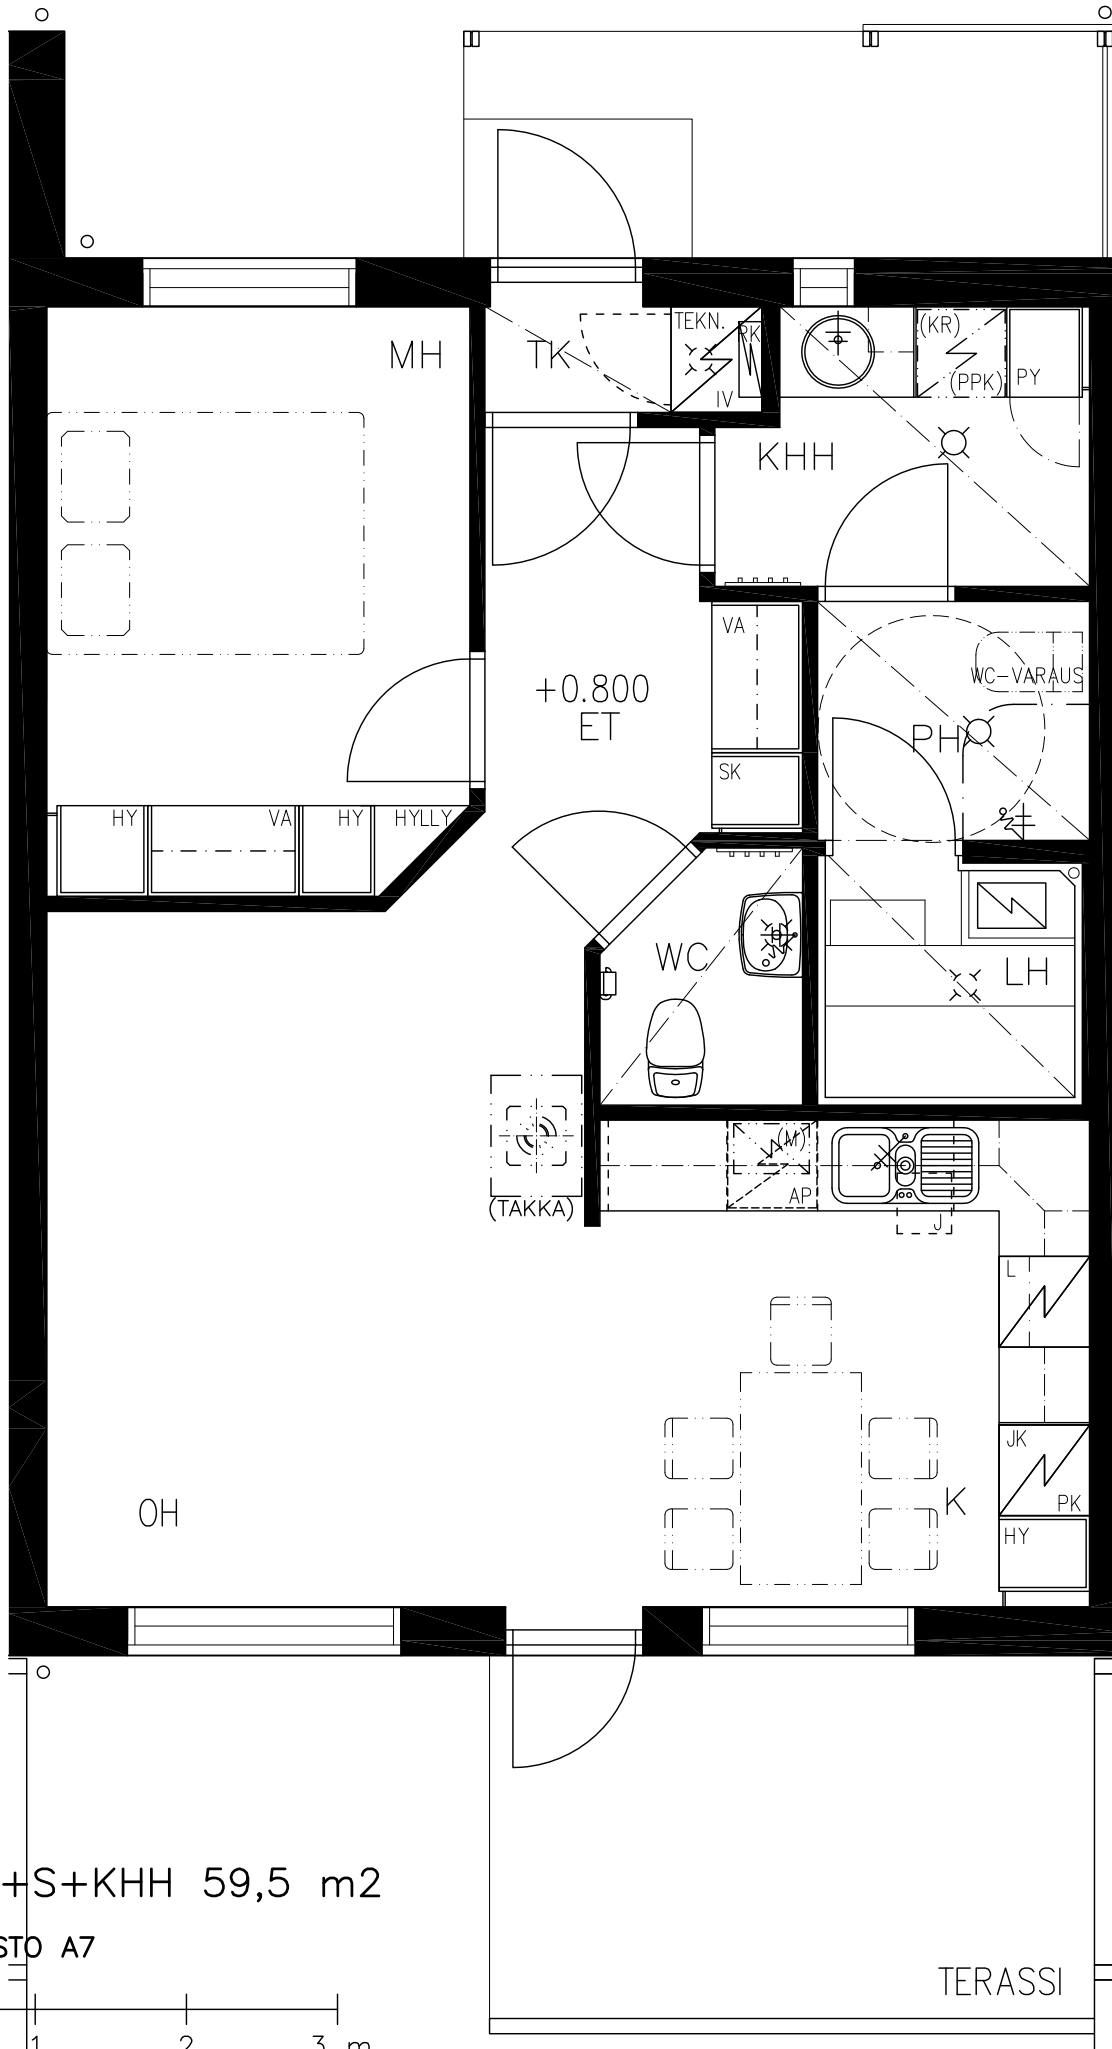 TEKN.
RK
IV
(KR)
(PPK)
PY
MH
TK
KHH
VA
WC-VARAUS
+0.800
ET
PH
SK
HY
VA
HY
HYLLY
WC
LH
(M)
AP
(TAKKA)
J
L
JK
PK
K
OH
HY
+S+KHH 59,5 m2
STO A7
TERASSI
1 2 3 m